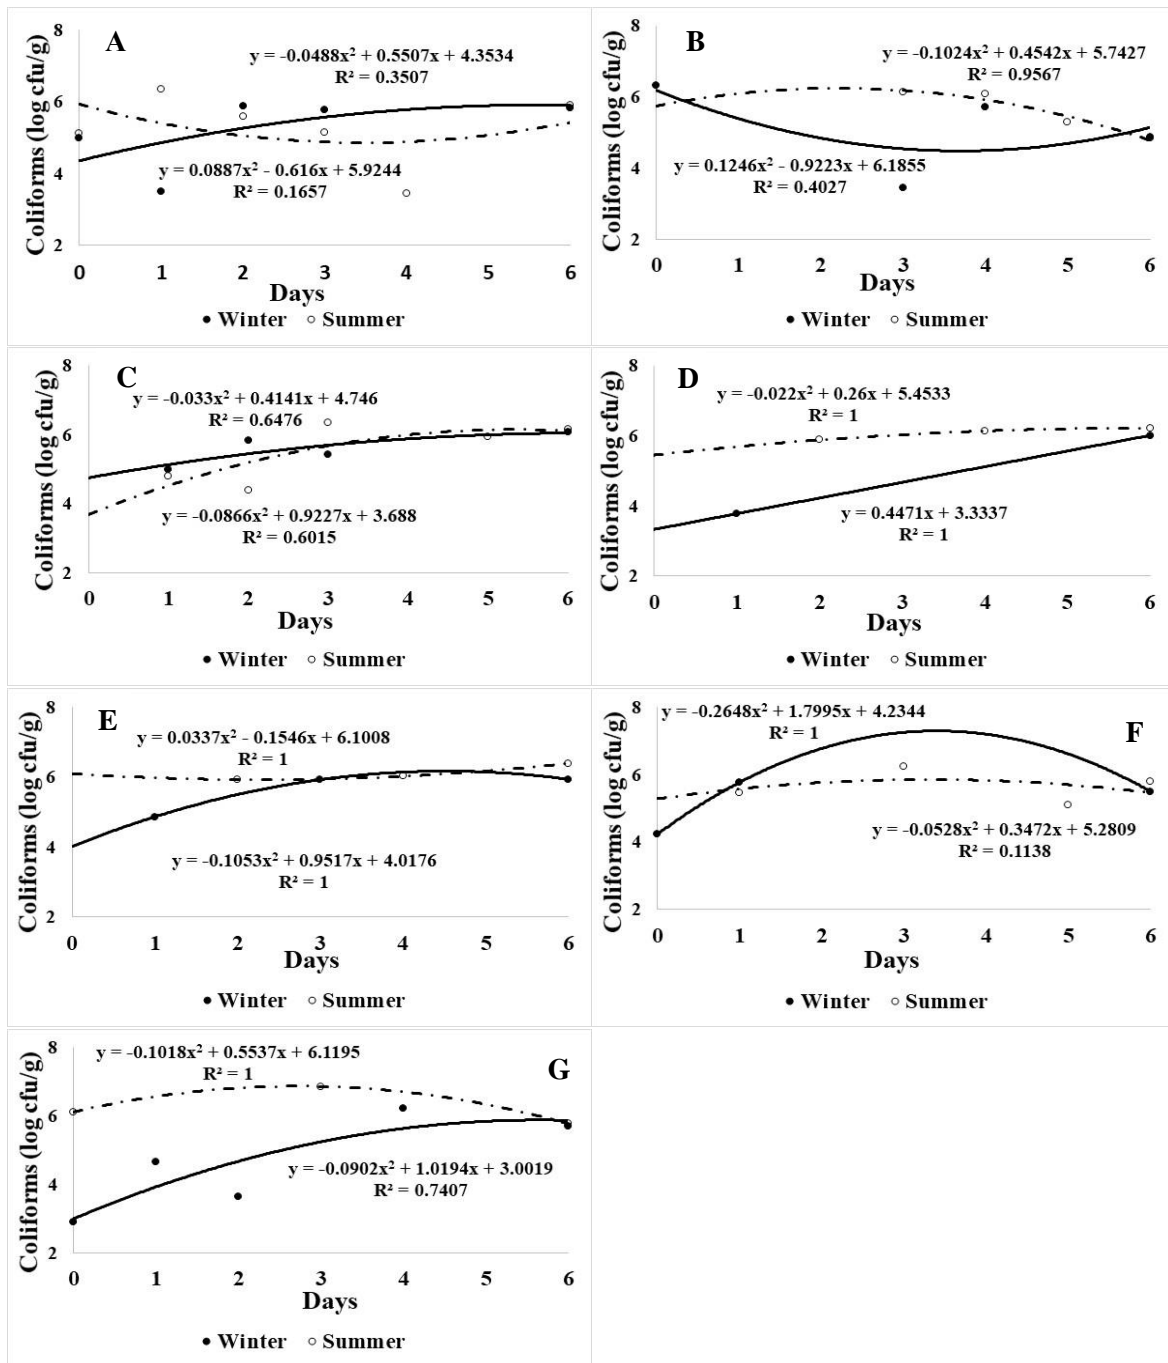 A
y = -0.0488x² + 0.5507x + 4.3534
R² = 0.3507
y = 0.0887x² - 0.616x + 5.9244
R² = 0.1657
Coliforms (log cfu/g)
8
6
4
2
0 1 2 3 4 5 6
Days
Winter Summer
B
y = -0.1024x² + 0.4542x + 5.7427
R² = 0.9567
y = 0.1246x² - 0.9223x + 6.1855
R² = 0.4027
Coliforms (log cfu/g)
8
6
4
2
0 1 2 3 4 5 6
Days
Winter Summer
C
y = -0.033x² + 0.4141x + 4.746
R² = 0.6476
y = -0.0866x² + 0.9227x + 3.688
R² = 0.6015
Coliforms (log cfu/g)
8
6
4
2
0 1 2 3 4 5 6
Days
Winter Summer
D
y = -0.022x² + 0.26x + 5.4533
R² = 1
y = 0.4471x + 3.3337
R² = 1
Coliforms (log cfu/g)
8
6
4
2
0 1 2 3 4 5 6
Days
Winter Summer
E
y = 0.0337x² - 0.1546x + 6.1008
R² = 1
y = -0.1053x² + 0.9517x + 4.0176
R² = 1
Coliforms (log cfu/g)
8
6
4
2
0 1 2 3 4 5 6
Days
Winter Summer
F
y = -0.2648x² + 1.7995x + 4.2344
R² = 1
y = -0.0528x² + 0.3472x + 5.2809
R² = 0.1138
Coliforms (log cfu/g)
8
6
4
2
0 1 2 3 4 5 6
Days
Winter Summer
G
y = -0.1018x² + 0.5537x + 6.1195
R² = 1
y = -0.0902x² + 1.0194x + 3.0019
R² = 0.7407
Coliforms (log cfu/g)
8
6
4
2
0 1 2 3 4 5 6
Days
Winter Summer